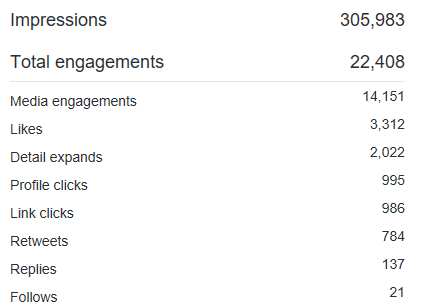 Impressions 305,983
Total engagements 22,408
Media engagements 14,151
Likes 3,312
Detail expands 2,022
Profile clicks 995
Link clicks 986
Retweets 784
Replies 137
Follows 21